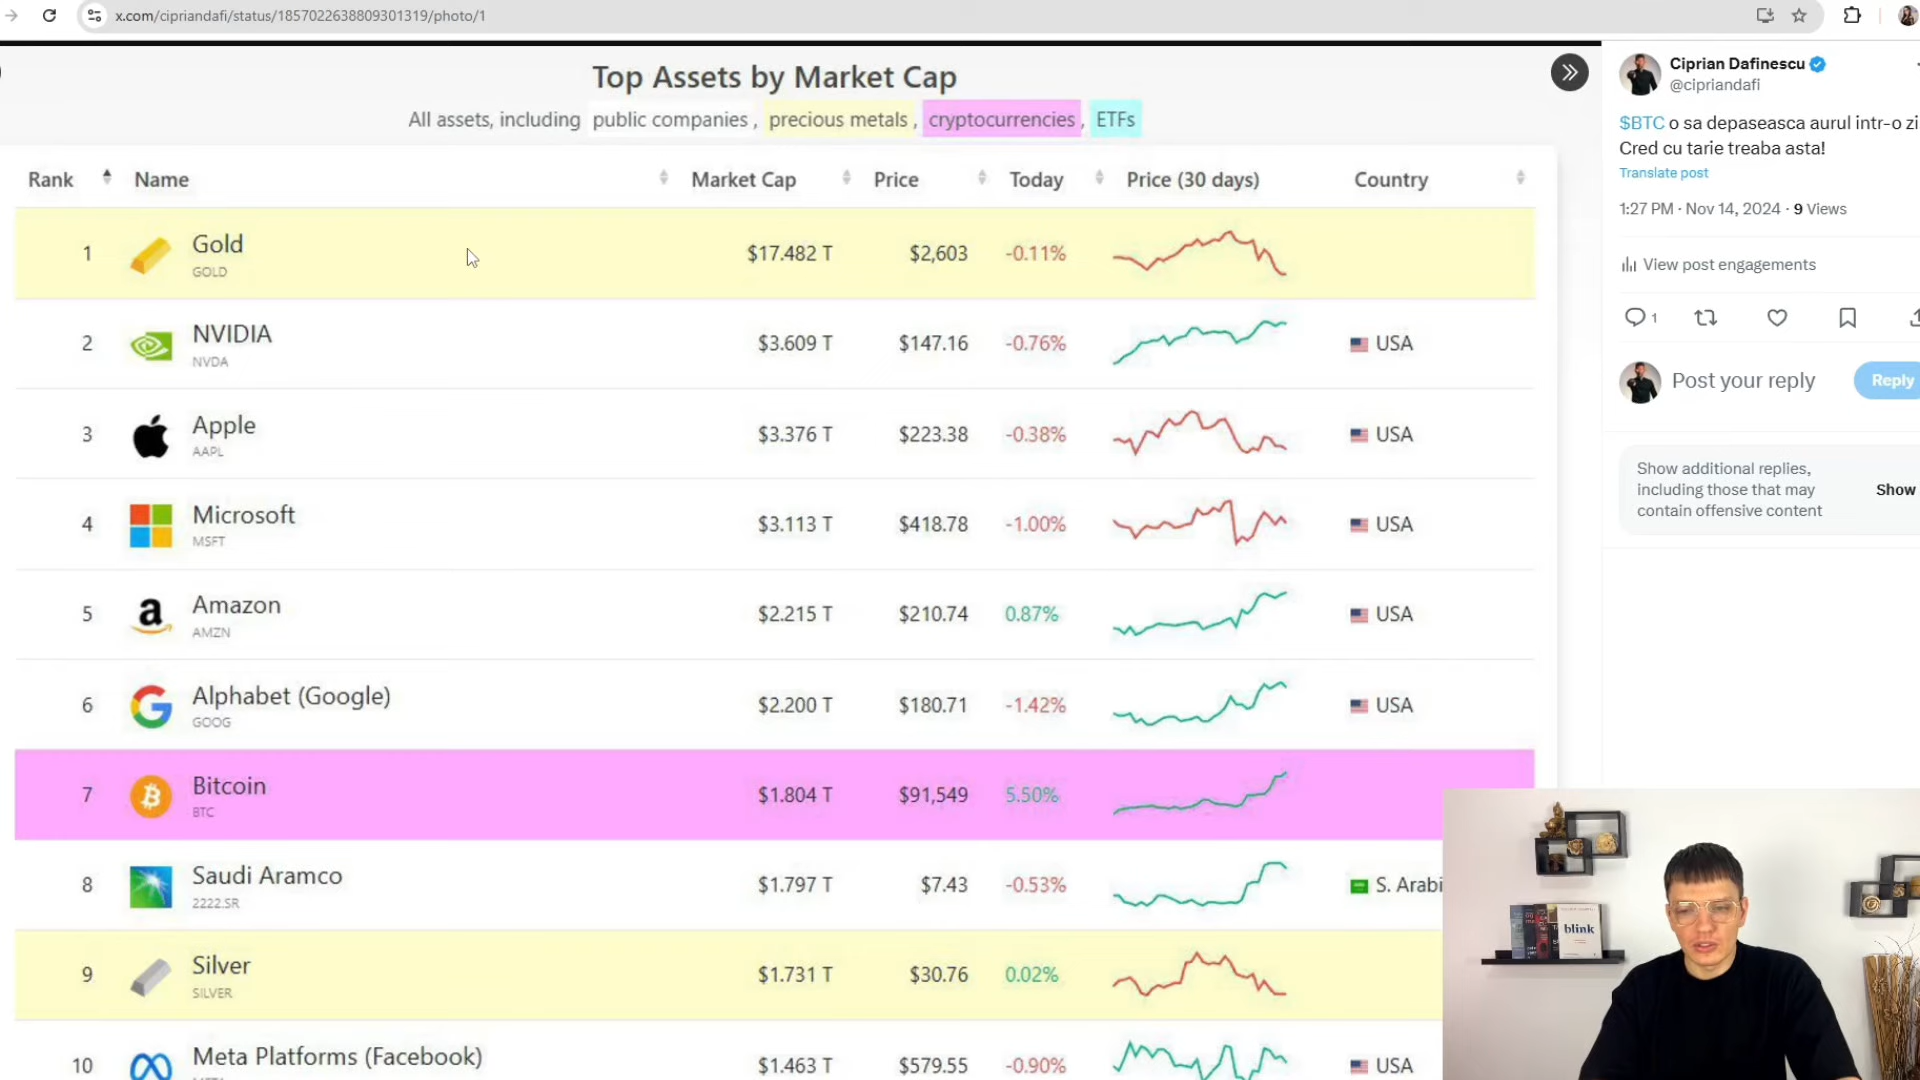 x.com/cipriandafi/status/1857022638809301319/photo/1
Top Assets by Market Cap
All assets, including public companies, precious metals, cryptocurrencies, ETFs
Rank Name Market Cap Price Today Price (30 days) Country
1 Gold $17.482 T $2,603 -0.11%
GOLD
2 NVIDIA $3.609 T $147.16 -0.76% USA
NVDA
3 Apple $3.376 T $223.38 -0.38% USA
AAPL
4 Microsoft $3.113 T $418.78 -1.00% USA
MSFT
5 Amazon $2.215 T $210.74 0.87% USA
AMZN
6 Alphabet (Google) $2.200 T $180.71 -1.42% USA
GOOG
7 Bitcoin $1.804 T $91,549 5.50%
BTC
8 Saudi Aramco $1.797 T $7.43 -0.53% S. Arabi
2222.SR
9 Silver $1.731 T $30.76 0.02%
SILVER
10 Meta Platforms (Facebook) $1.463 T $579.55 -0.90% USA
Ciprian Dafinescu
@cipriandafi
$BTC o sa depaseasca aurul intr-o zi
Cred cu tarie treaba asta!
Translate post
1:27 PM · Nov 14, 2024 · 9 Views
View post engagements
1
Post your reply
Reply
Show additional replies,
including those that may
contain offensive content
Show
blink